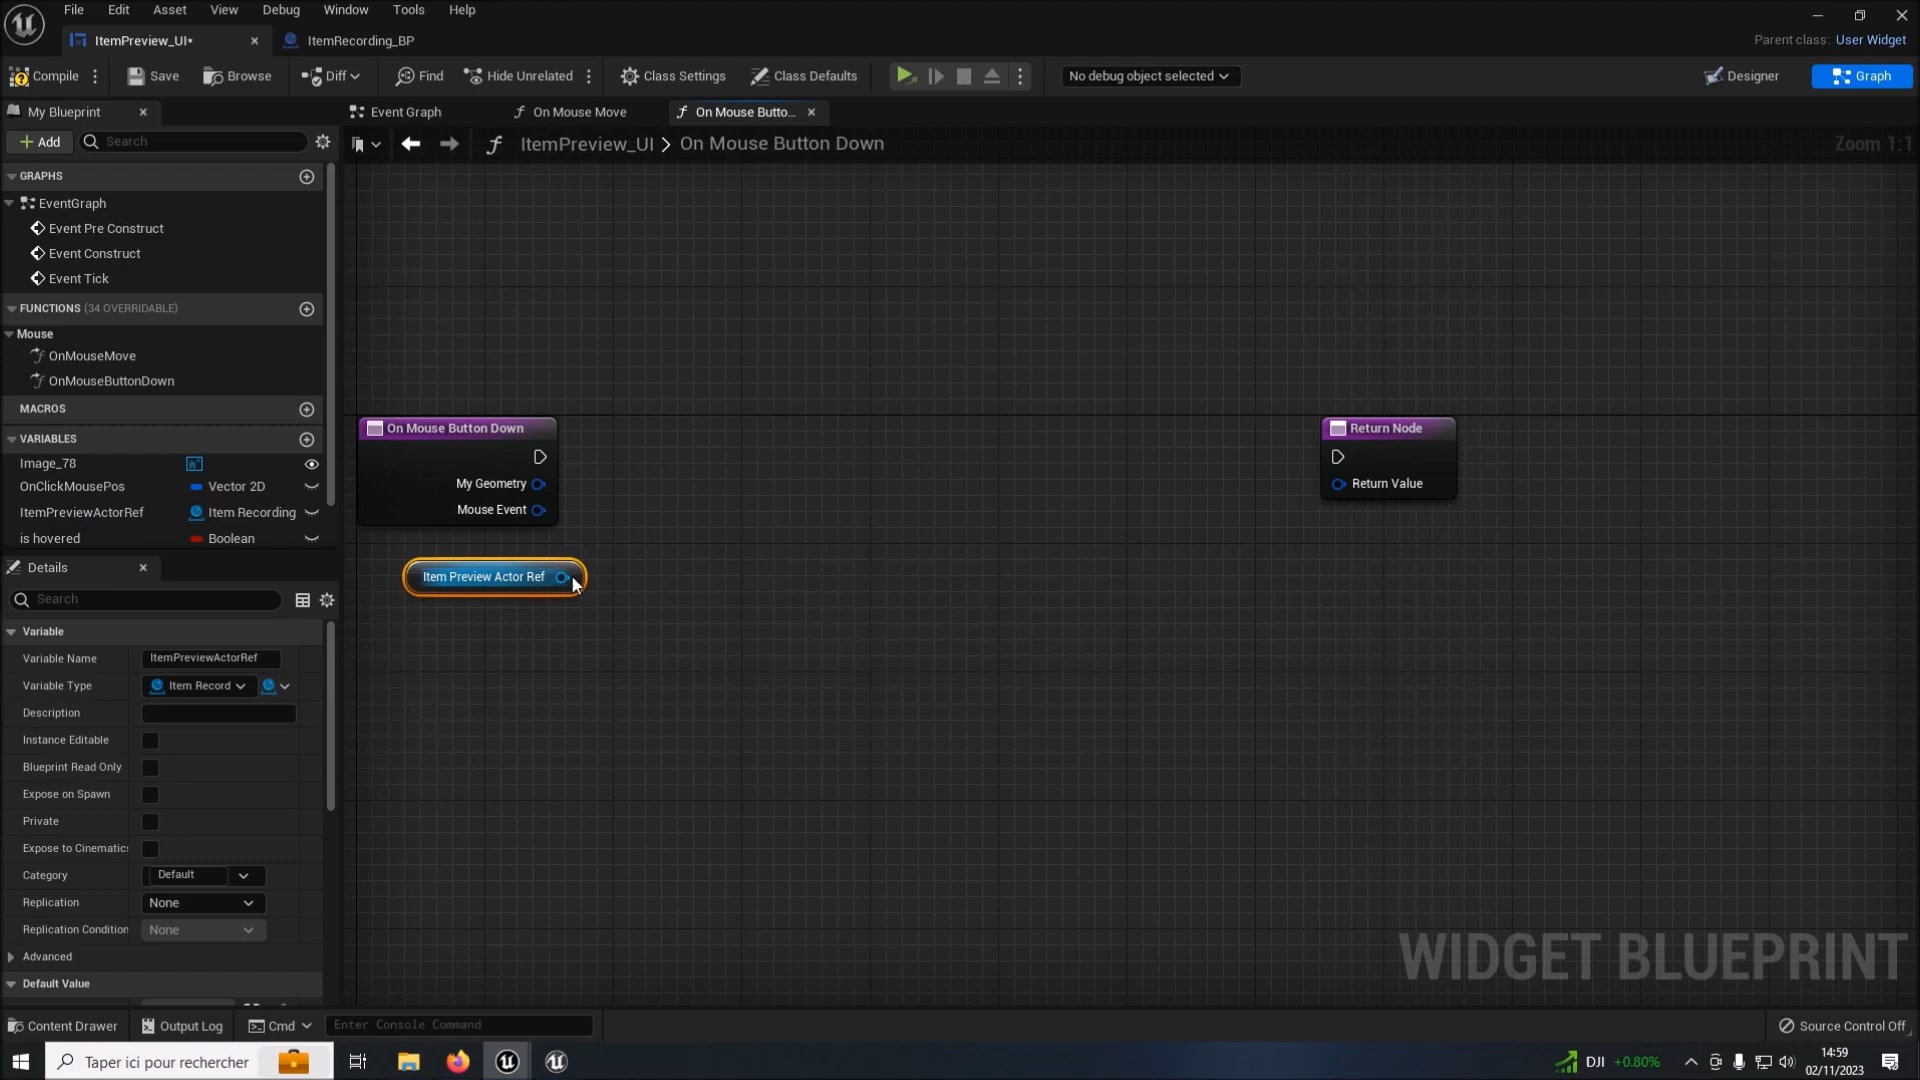 File Edit Asset View Debug Window Tools Help
ItemPreview_UI•
ItemRecording_BP
Parent class: User Widget
Compile
Save
Browse
Diff
Find
Hide Unrelated
Class Settings
Class Defaults
No debug object selected
Designer
Graph
My Blueprint
Event Graph
On Mouse Move
On Mouse Butto...
Add
Search
ItemPreview_UI > On Mouse Button Down
Zoom 1:1
GRAPHS
EventGraph
Event Pre Construct
Event Construct
Event Tick
FUNCTIONS (34 OVERRIDABLE)
Mouse
OnMouseMove
OnMouseButtonDown
MACROS
VARIABLES
Image_78
OnClickMousePos Vector 2D
ItemPreviewActorRef Item Recording
is hovered Boolean
On Mouse Button Down
My Geometry
Mouse Event
Item Preview Actor Ref
Return Node
Return Value
Details
Search
Variable
Variable Name ItemPreviewActorRef
Variable Type Item Record
Description
Instance Editable
Blueprint Read Only
Expose on Spawn
Private
Expose to Cinematics
Category Default
Replication None
Replication Condition None
Advanced
Default Value
WIDGET BLUEPRINT
Content Drawer
Output Log
Cmd
Enter Console Command
Source Control Off
Taper ici pour rechercher
DJI +0.80%
14:59
02/11/2023